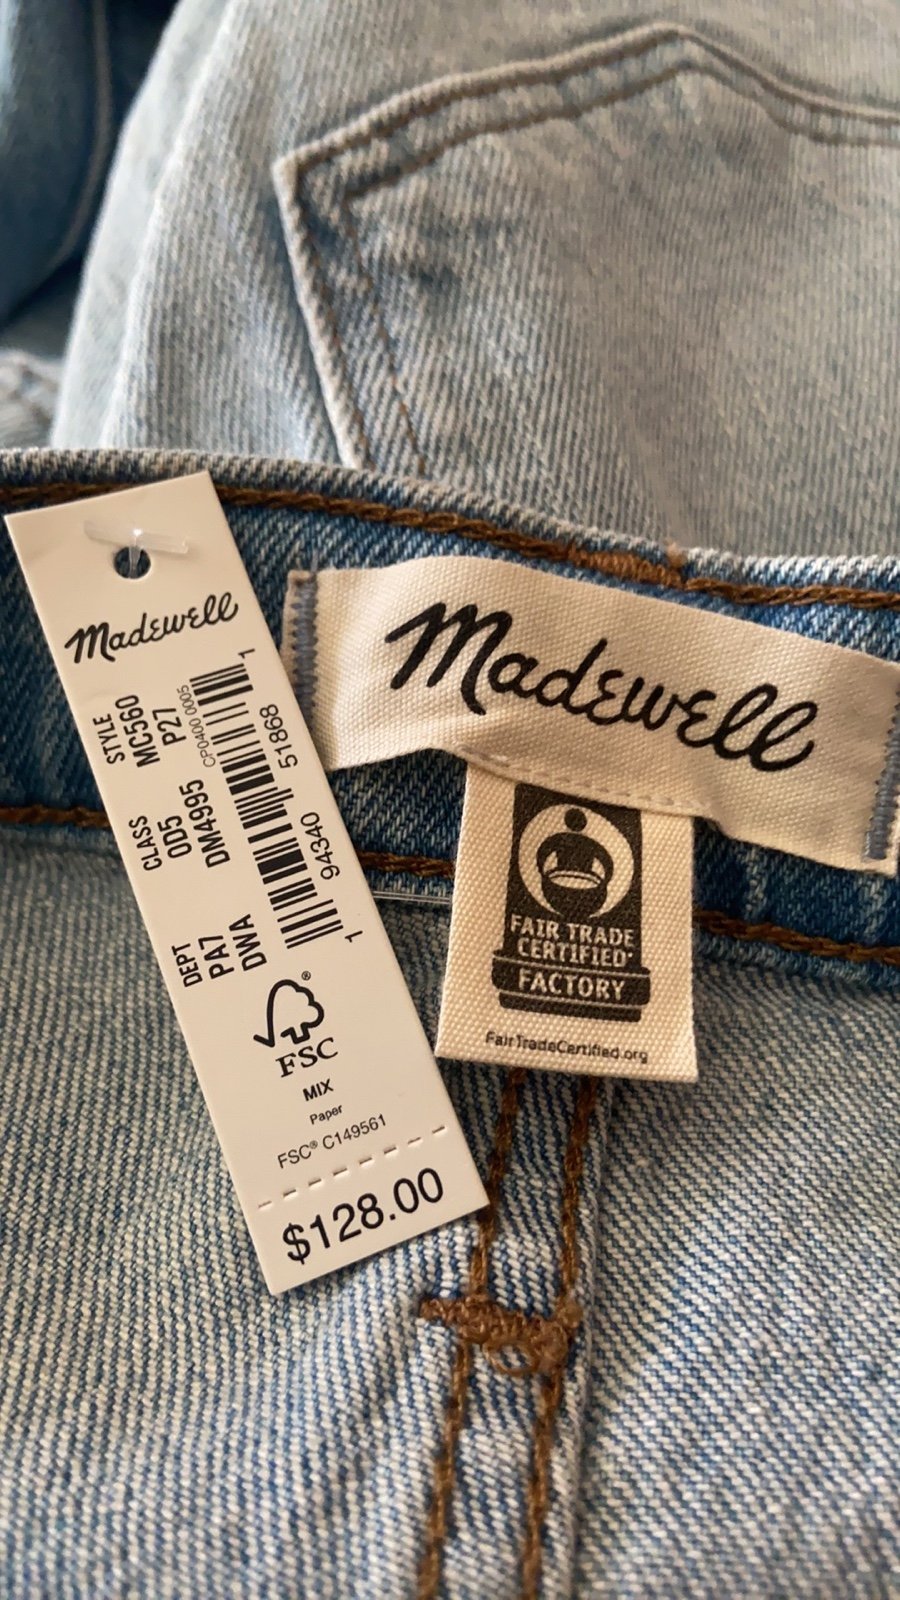 Madewell
STYLE
MC560
P27
CP0400 0005
CLASS
OD5
DM4995
DEPT
PA7
DWA
1 94340 51868 1
FSC®
MIX
Paper
FSC® C149561
$128.00
Madewell
FAIR TRADE
CERTIFIED
FACTORY
FairTradeCertified.org